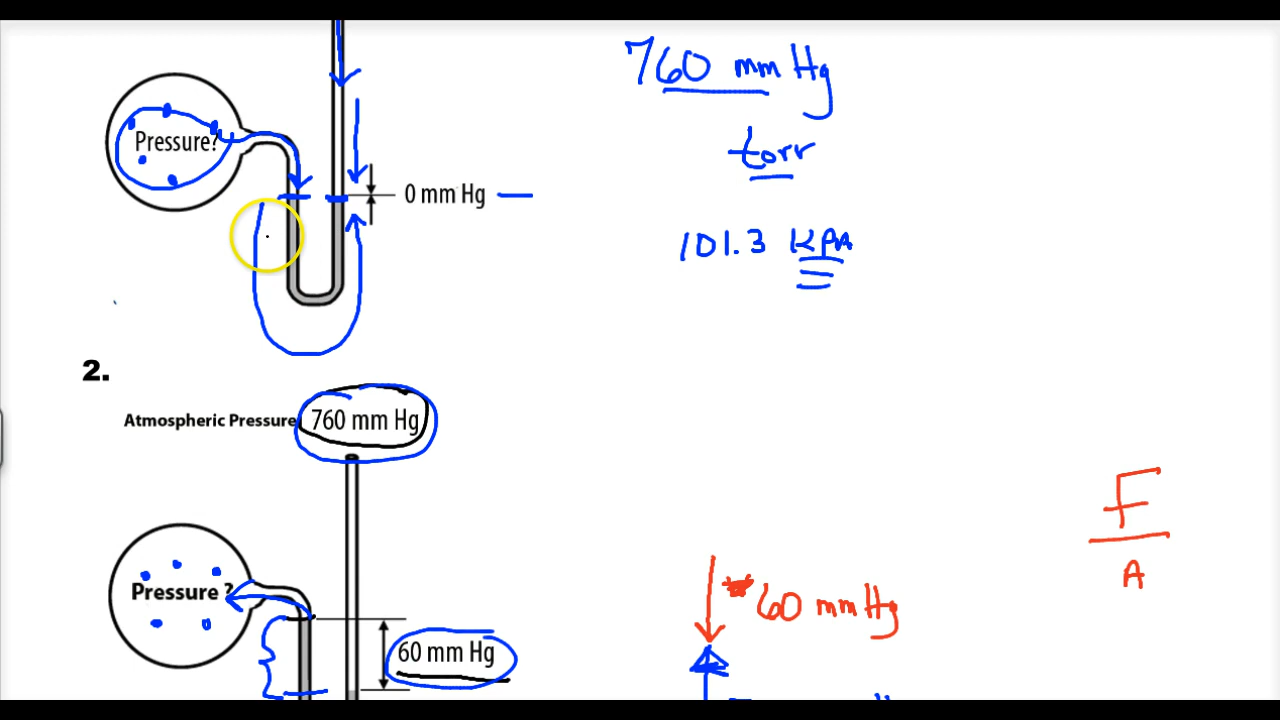 760 mm Hg
torr
101.3 KPA
Pressure?
0 mm Hg
2.
Atmospheric Pressure 760 mm Hg
Pressure ?
60 mm Hg
60 mm Hg
F
A